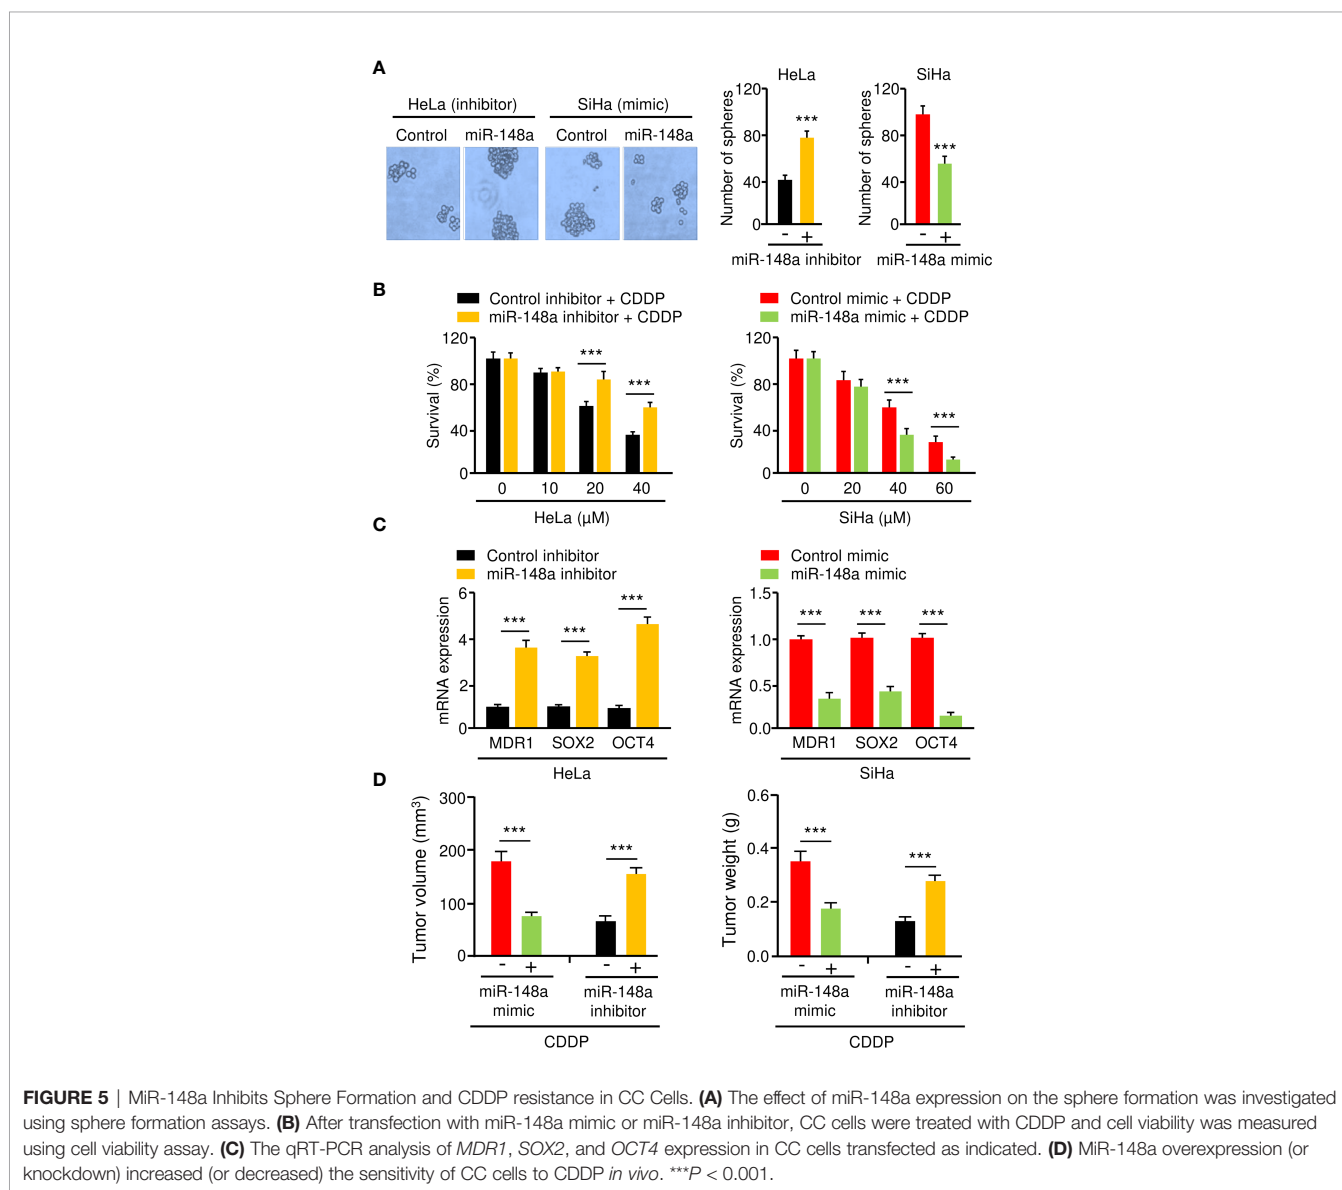 A
HeLa (inhibitor)
SiHa (mimic)
Control
miR-148a
Control
miR-148a
HeLa
Number of spheres
120
80
40
0
***
- +
miR-148a inhibitor
SiHa
Number of spheres
120
80
40
0
***
- +
miR-148a mimic
B
Control inhibitor + CDDP
miR-148a inhibitor + CDDP
Survival (%)
120
80
40
0
***
***
0 10 20 40
HeLa (µM)
Control mimic + CDDP
miR-148a mimic + CDDP
Survival (%)
120
80
40
0
***
***
0 20 40 60
SiHa (µM)
C
Control inhibitor
miR-148a inhibitor
mRNA expression
6
4
2
0
***
***
***
MDR1 SOX2 OCT4
HeLa
Control mimic
miR-148a mimic
mRNA expression
1.5
1.0
0.5
0.0
***
***
***
MDR1 SOX2 OCT4
SiHa
D
Tumor volume (mm³)
300
200
100
0
***
***
- + - +
miR-148a mimic
miR-148a inhibitor
CDDP
Tumor weight (g)
0.6
0.4
0.2
0.0
***
***
- + - +
miR-148a mimic
miR-148a inhibitor
CDDP
FIGURE 5 | MiR-148a Inhibits Sphere Formation and CDDP resistance in CC Cells. (A) The effect of miR-148a expression on the sphere formation was investigated
using sphere formation assays. (B) After transfection with miR-148a mimic or miR-148a inhibitor, CC cells were treated with CDDP and cell viability was measured
using cell viability assay. (C) The qRT-PCR analysis of MDR1, SOX2, and OCT4 expression in CC cells transfected as indicated. (D) MiR-148a overexpression (or
knockdown) increased (or decreased) the sensitivity of CC cells to CDDP in vivo. ***P < 0.001.